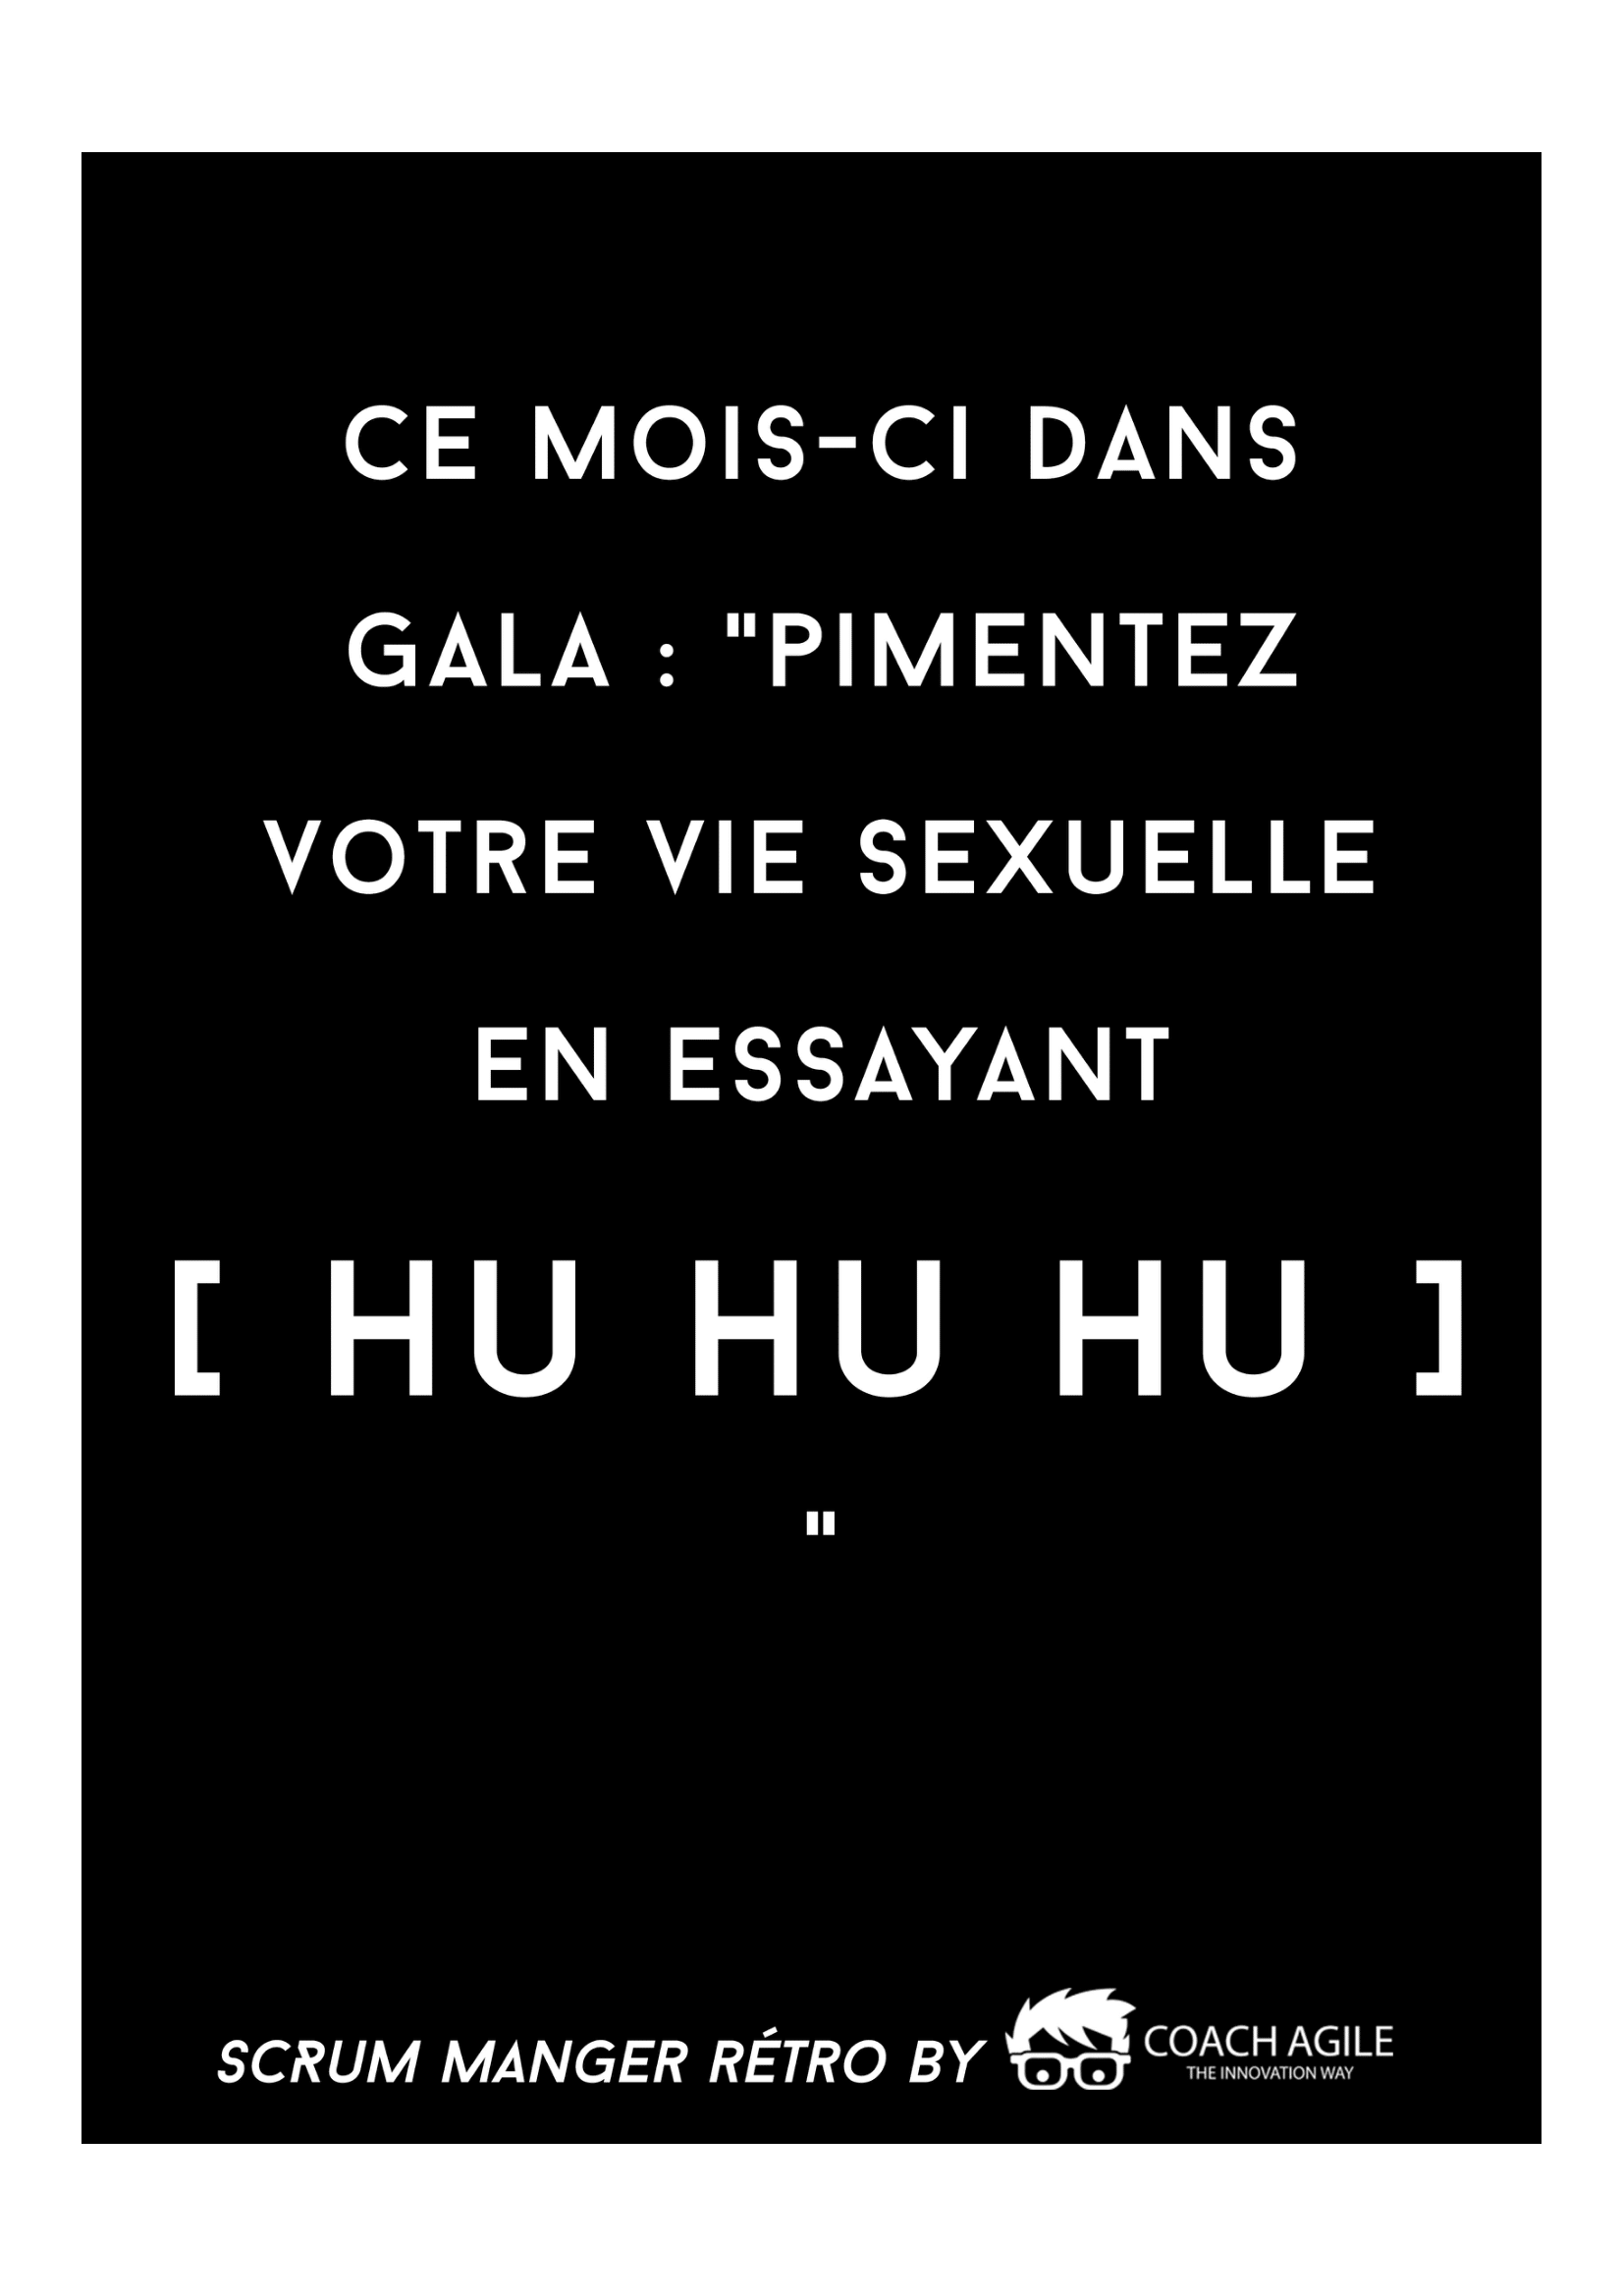 CE MOIS-CI DANS
GALA : "PIMENTEZ
VOTRE VIE SEXUELLE
EN ESSAYANT
[ HU HU HU ]
"
SCRUM MANGER RÉTRO BY
COACH AGILE
THE INNOVATION WAY